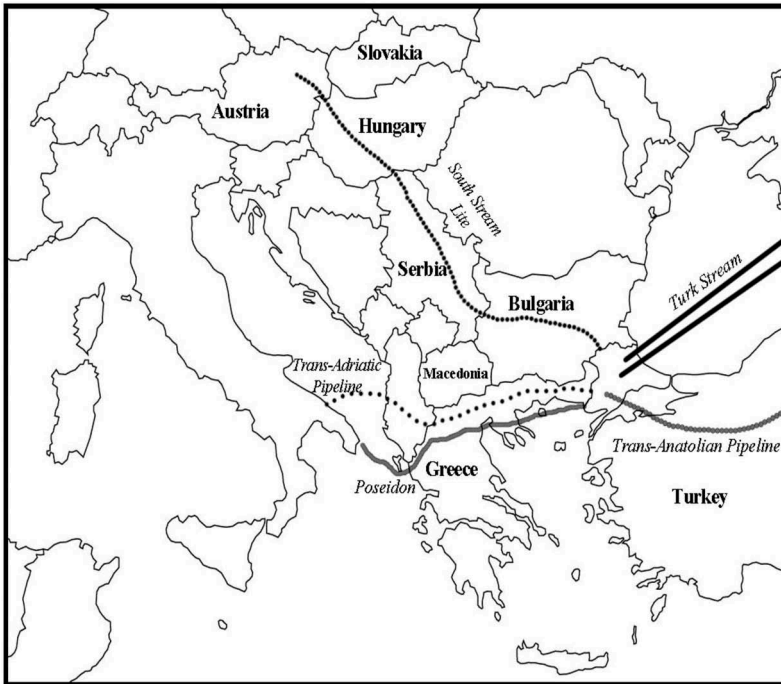 Slovakia
Austria
Hungary
South Stream
Lite
Serbia
Bulgaria
Turk Stream
Trans-Adriatic
Pipeline
Macedonia
Trans-Anatolian Pipeline
Greece
Poseidon
Turkey